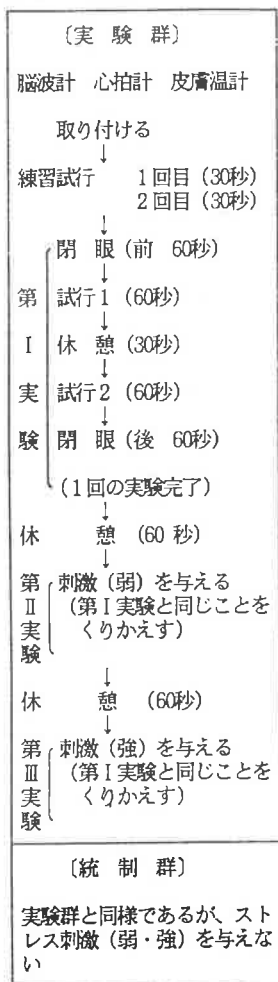 〔実 験 群〕
脳波計 心拍計 皮膚温計
取り付ける
↓
練習試行 1回目(30秒)
2回目(30秒)
↓
閉 眼(前 60秒)
↓
第 試行1(60秒)
↓
Ⅰ 休 憩(30秒)
↓
実 試行2(60秒)
↓
験 閉 眼(後 60秒)
↓
(1回の実験完了)
↓
休 憩(60秒)
↓
第 刺激(弱)を与える
Ⅱ (第Ⅰ実験と同じことを
実 くりかえす)
験
↓
休 憩 (60秒)
↓
第 刺激(強)を与える
Ⅲ (第Ⅰ実験と同じことを
実 くりかえす)
験
〔統 制 群〕
実験群と同様であるが、スト
レス刺激(弱・強)を与えな
い